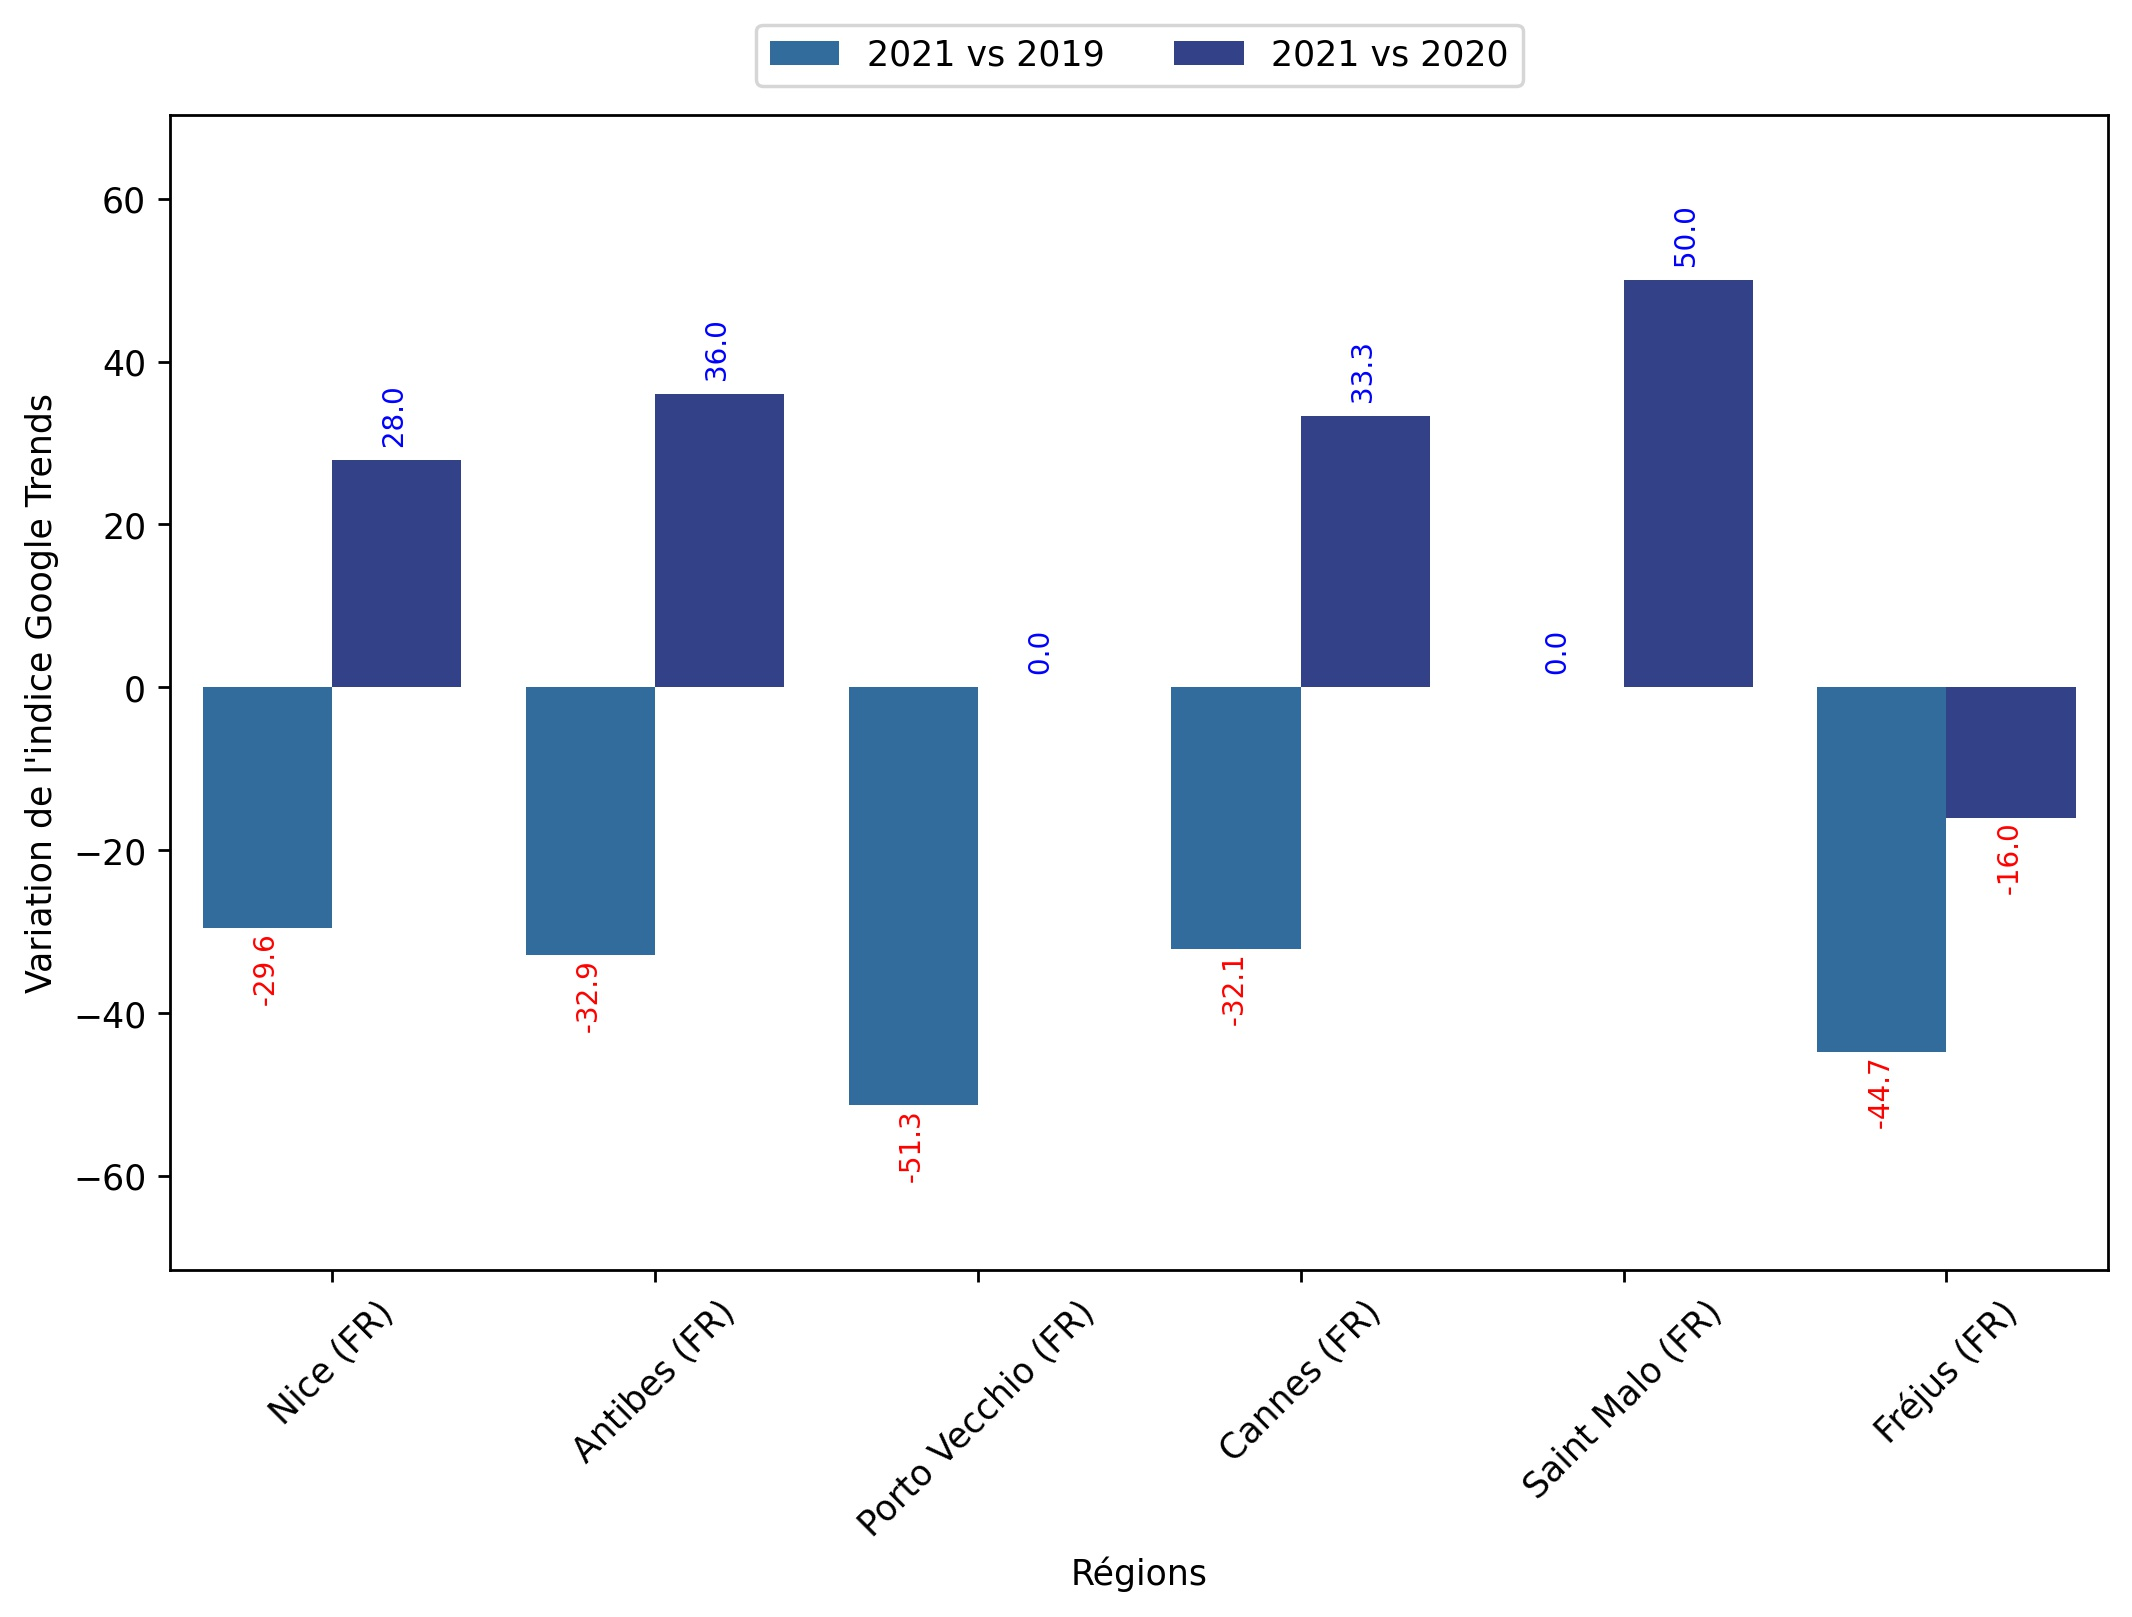 2021 vs 2019
2021 vs 2020
Variation de l'indice Google Trends
60
40
20
0
−20
−40
−60
-29.6
28.0
-32.9
36.0
-51.3
0.0
-32.1
33.3
0.0
50.0
-44.7
-16.0
Nice (FR)
Antibes (FR)
Porto Vecchio (FR)
Cannes (FR)
Saint Malo (FR)
Fréjus (FR)
Régions